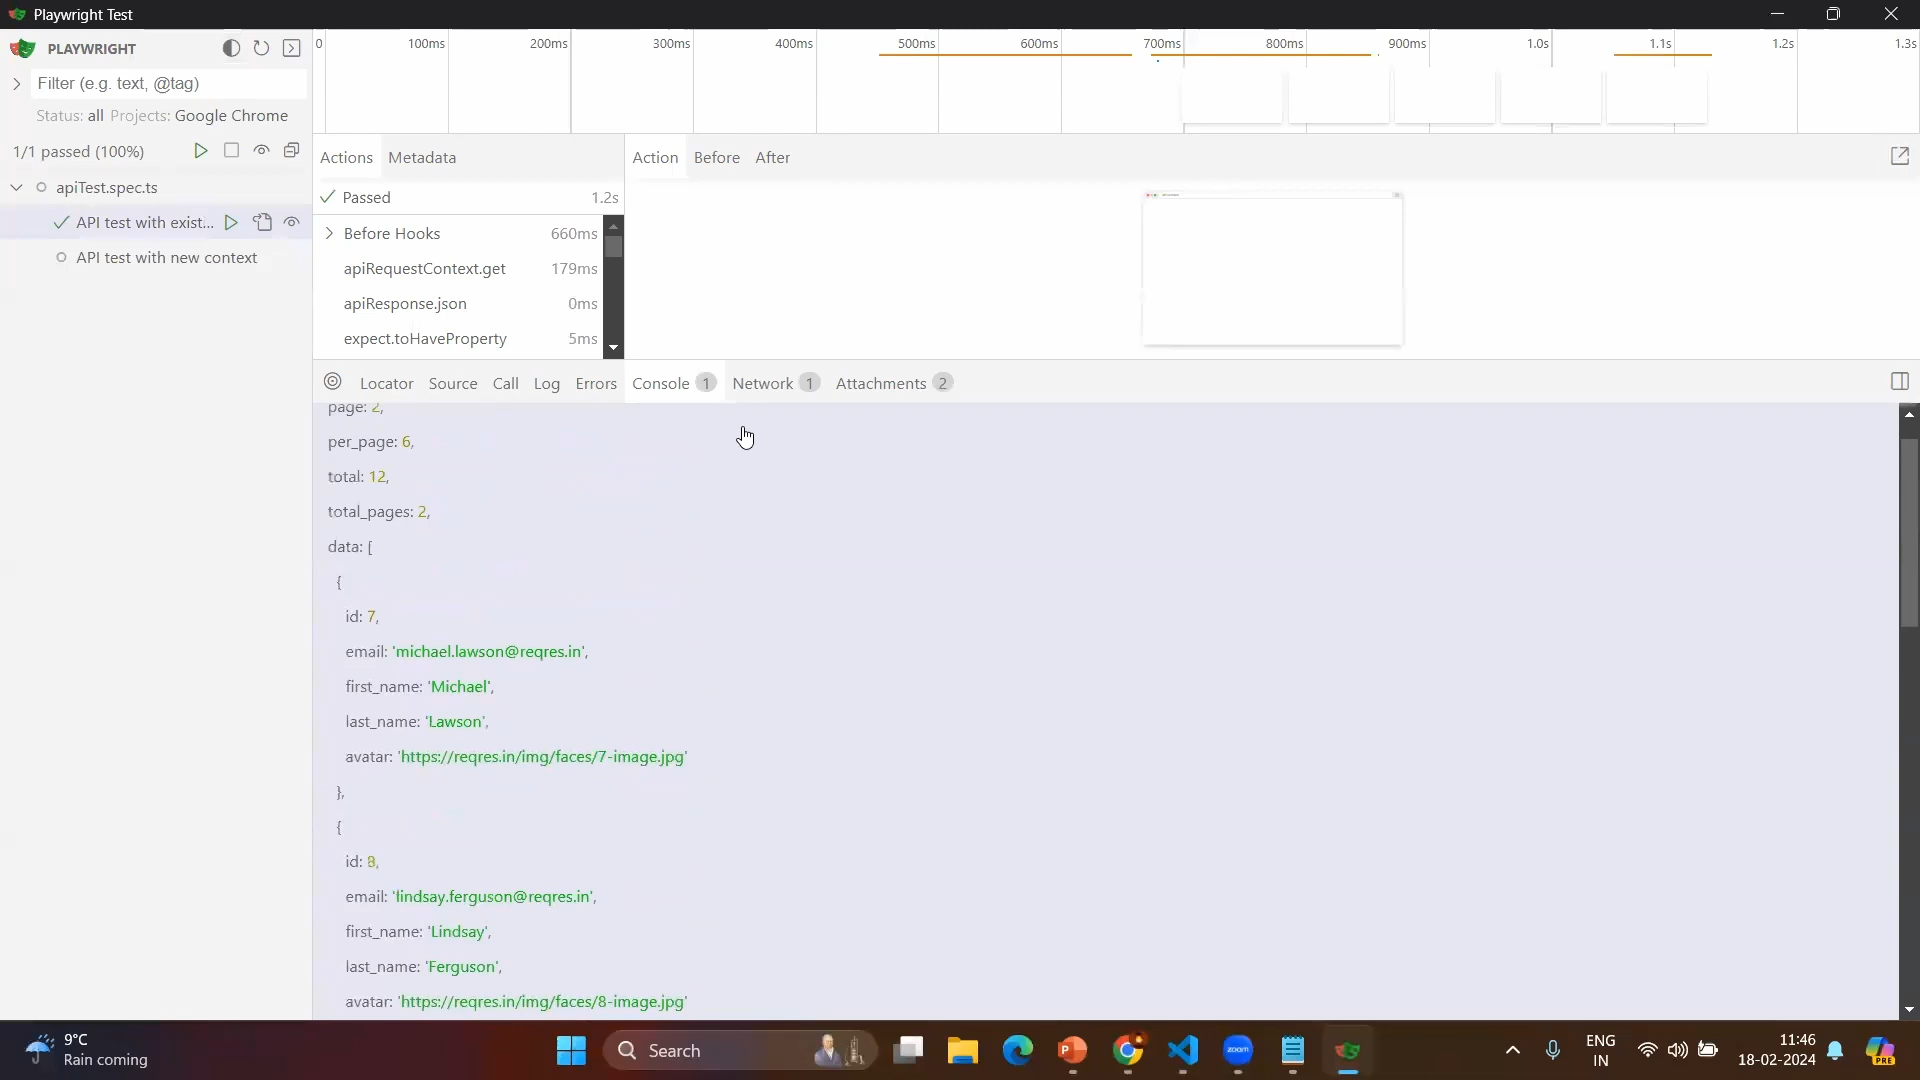 Playwright Test
PLAYWRIGHT
Filter (e.g. text, @tag)
Status: all Projects: Google Chrome
1/1 passed (100%)
apiTest.spec.ts
API test with exist...
API test with new context
0 100ms 200ms 300ms 400ms 500ms 600ms 700ms 800ms 900ms 1.0s 1.1s 1.2s 1.3s
Actions Metadata
Passed 1.2s
Before Hooks 660ms
apiRequestContext.get 179ms
apiResponse.json 0ms
expect.toHaveProperty 5ms
Action Before After
Locator Source Call Log Errors Console 1 Network 1 Attachments 2
page: 2,
per_page: 6,
total: 12,
total_pages: 2,
data: [
{
id: 7,
email: 'michael.lawson@reqres.in',
first_name: 'Michael',
last_name: 'Lawson',
avatar: 'https://reqres.in/img/faces/7-image.jpg'
},
{
id: 8,
email: 'lindsay.ferguson@reqres.in',
first_name: 'Lindsay',
last_name: 'Ferguson',
avatar: 'https://reqres.in/img/faces/8-image.jpg'
9°C
Rain coming
Search
zoom
ENG
IN
11:46
18-02-2024
PRE